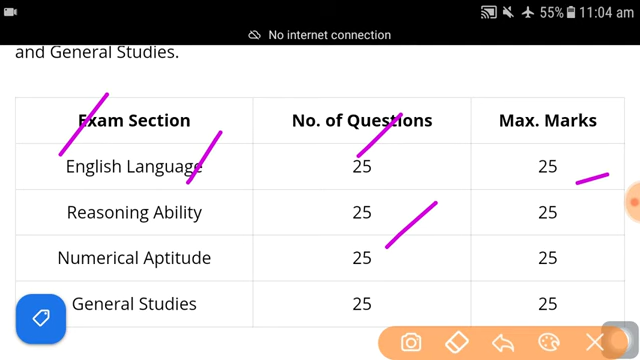 55% 11:04 am
No internet connection
and General Studies.
Exam Section No. of Questions Max. Marks
English Language 25 25
Reasoning Ability 25 25
Numerical Aptitude 25 25
General Studies 25 25